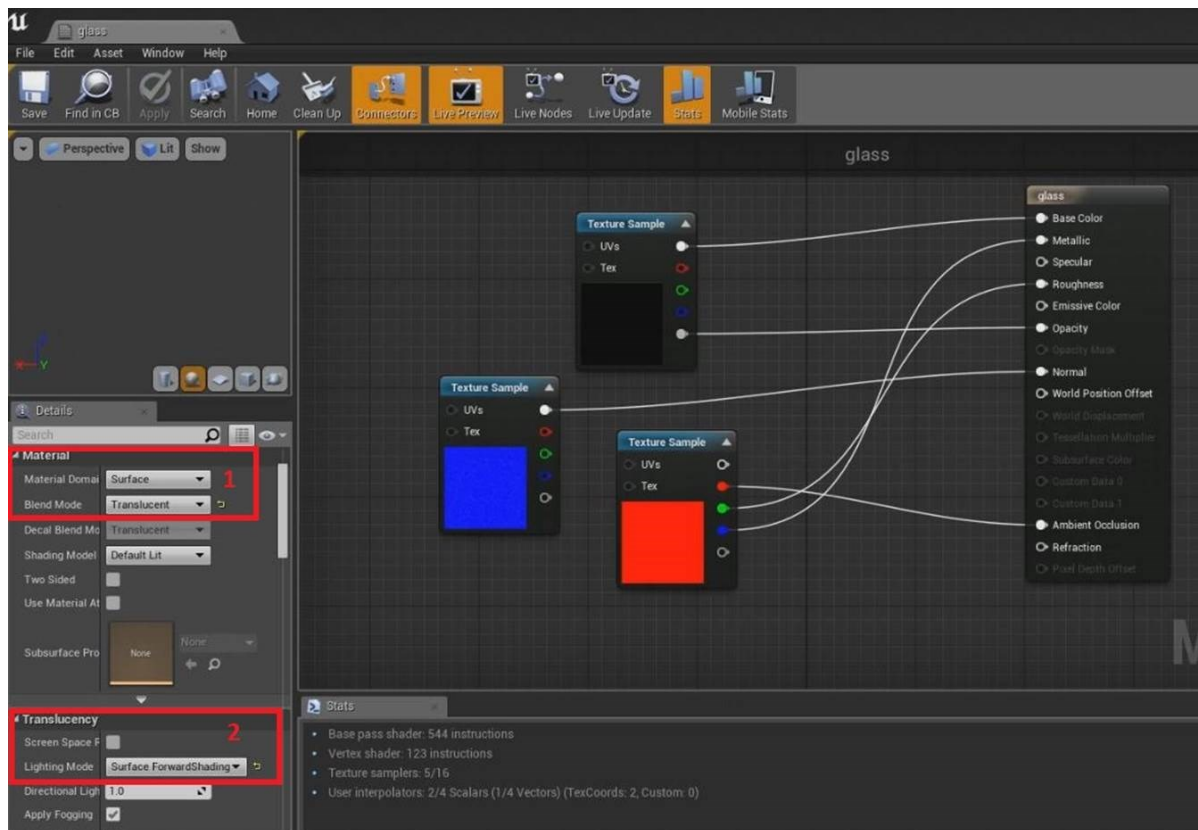 glass
File Edit Asset Window Help
Save Find in CB Apply Search Home Clean Up Connectors Live Preview Live Nodes Live Update Stats Mobile Stats
Perspective Lit Show
glass
Texture Sample
UVs
Tex
Texture Sample
UVs
Tex
Texture Sample
UVs
Tex
glass
Base Color
Metallic
Specular
Roughness
Emissive Color
Opacity
Opacity Mask
Normal
World Position Offset
World Displacement
Tessellation Multiplier
Subsurface Color
Custom Data 0
Custom Data 1
Ambient Occlusion
Refraction
Pixel Depth Offset
M
Y
Details
Search
Material
1
Material Domai Surface
Blend Mode Translucent
Decal Blend Mo Translucent
Shading Model Default Lit
Two Sided
Use Material At
Subsurface Pro None None
Translucency
2
Screen Space F
Lighting Mode Surface ForwardShading
Directional Ligh 1.0
Apply Fogging
Stats
Base pass shader: 544 instructions
Vertex shader: 123 instructions
Texture samplers: 5/16
User interpolators: 2/4 Scalars (1/4 Vectors) (TexCoords: 2, Custom: 0)